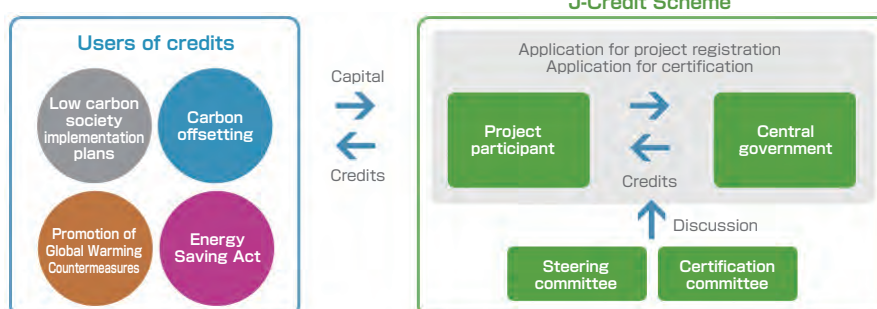 J-Credit Scheme
Users of credits
Low carbon
society
implementation
plans
Carbon
offsetting
Promotion of
Global Warming
Countermeasures
Energy
Saving Act
Capital
Credits
Application for project registration
Application for certification
Project
participant
Central
government
Credits
Discussion
Steering
committee
Certification
committee